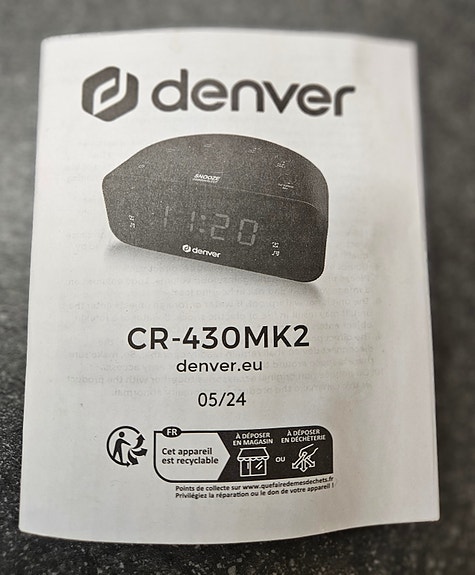 denver
SNOOZE
11:20
denver
CR-430MK2
denver.eu
05/24
FR
Cet appareil
est recyclable
À DÉPOSER
EN MAGASIN
OU
À DÉPOSER
EN DÉCHÈTERIE
Points de collecte sur www.quefairedemesdechets.fr
Privilégiez la réparation ou le don de votre appareil !